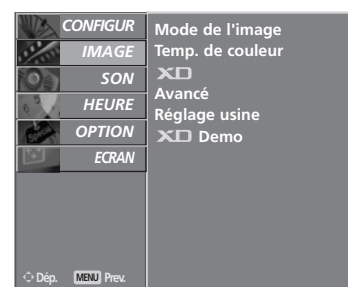 CONFIGUR
IMAGE
SON
HEURE
OPTION
ECRAN
Dép. MENU Prev.
Mode de l'image
Temp. de couleur
XD
Avancé
Réglage usine
XD Demo